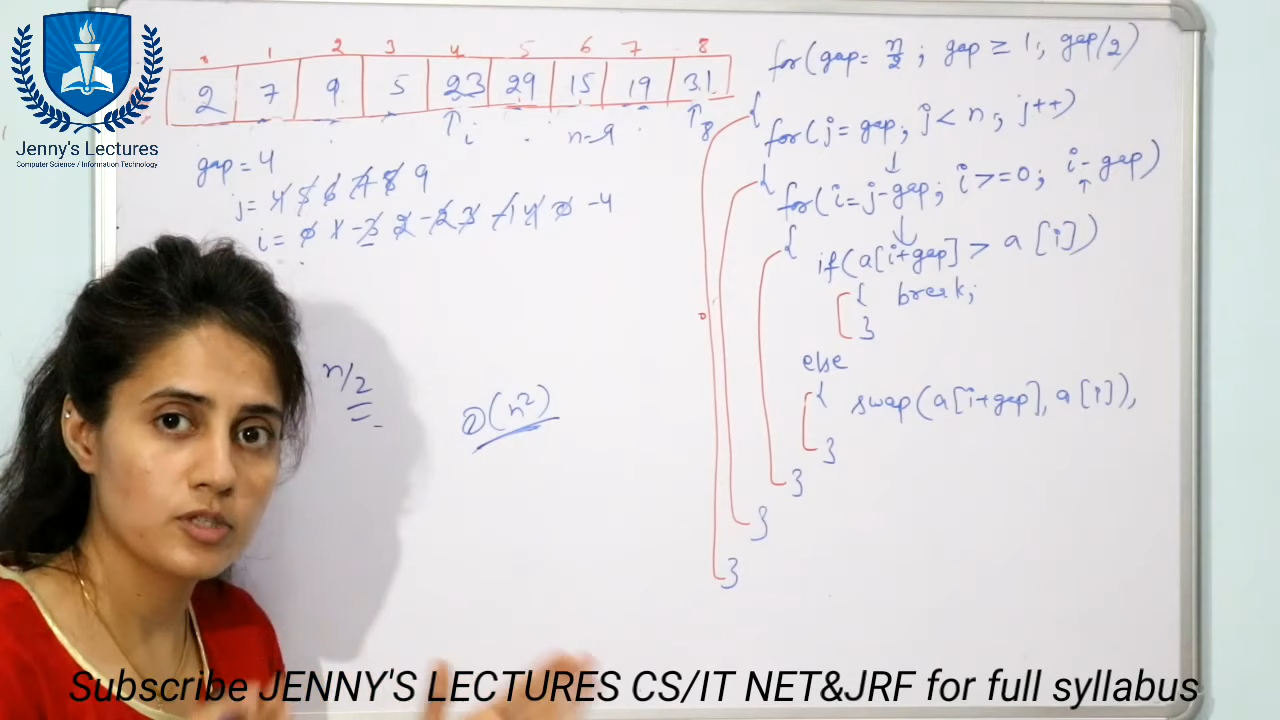 Jenny's Lectures
Computer Science / Information Technology
0 1 2 3 4 5 6 7 8
2 7 9 5 23 29 15 19 31
↑i n=9 ↑8
gap = 4
j = 4 5 6 7 8 9
i = 0 1 -3 2 -2 3 -1 4 0 -4
n/2
O(n²)
for(gap = n/2 ; gap ≥ 1 ; gap/2)
{
for(j = gap; j < n; j++)
{
for(i = j-gap; i >= 0; i-gap)
{
if(a[i+gap] > a[i])
{ break;
}
else
{ swap(a[i+gap], a[i]),
}
}
}
}
Subscribe JENNY'S LECTURES CS/IT NET&JRF for full syllabus